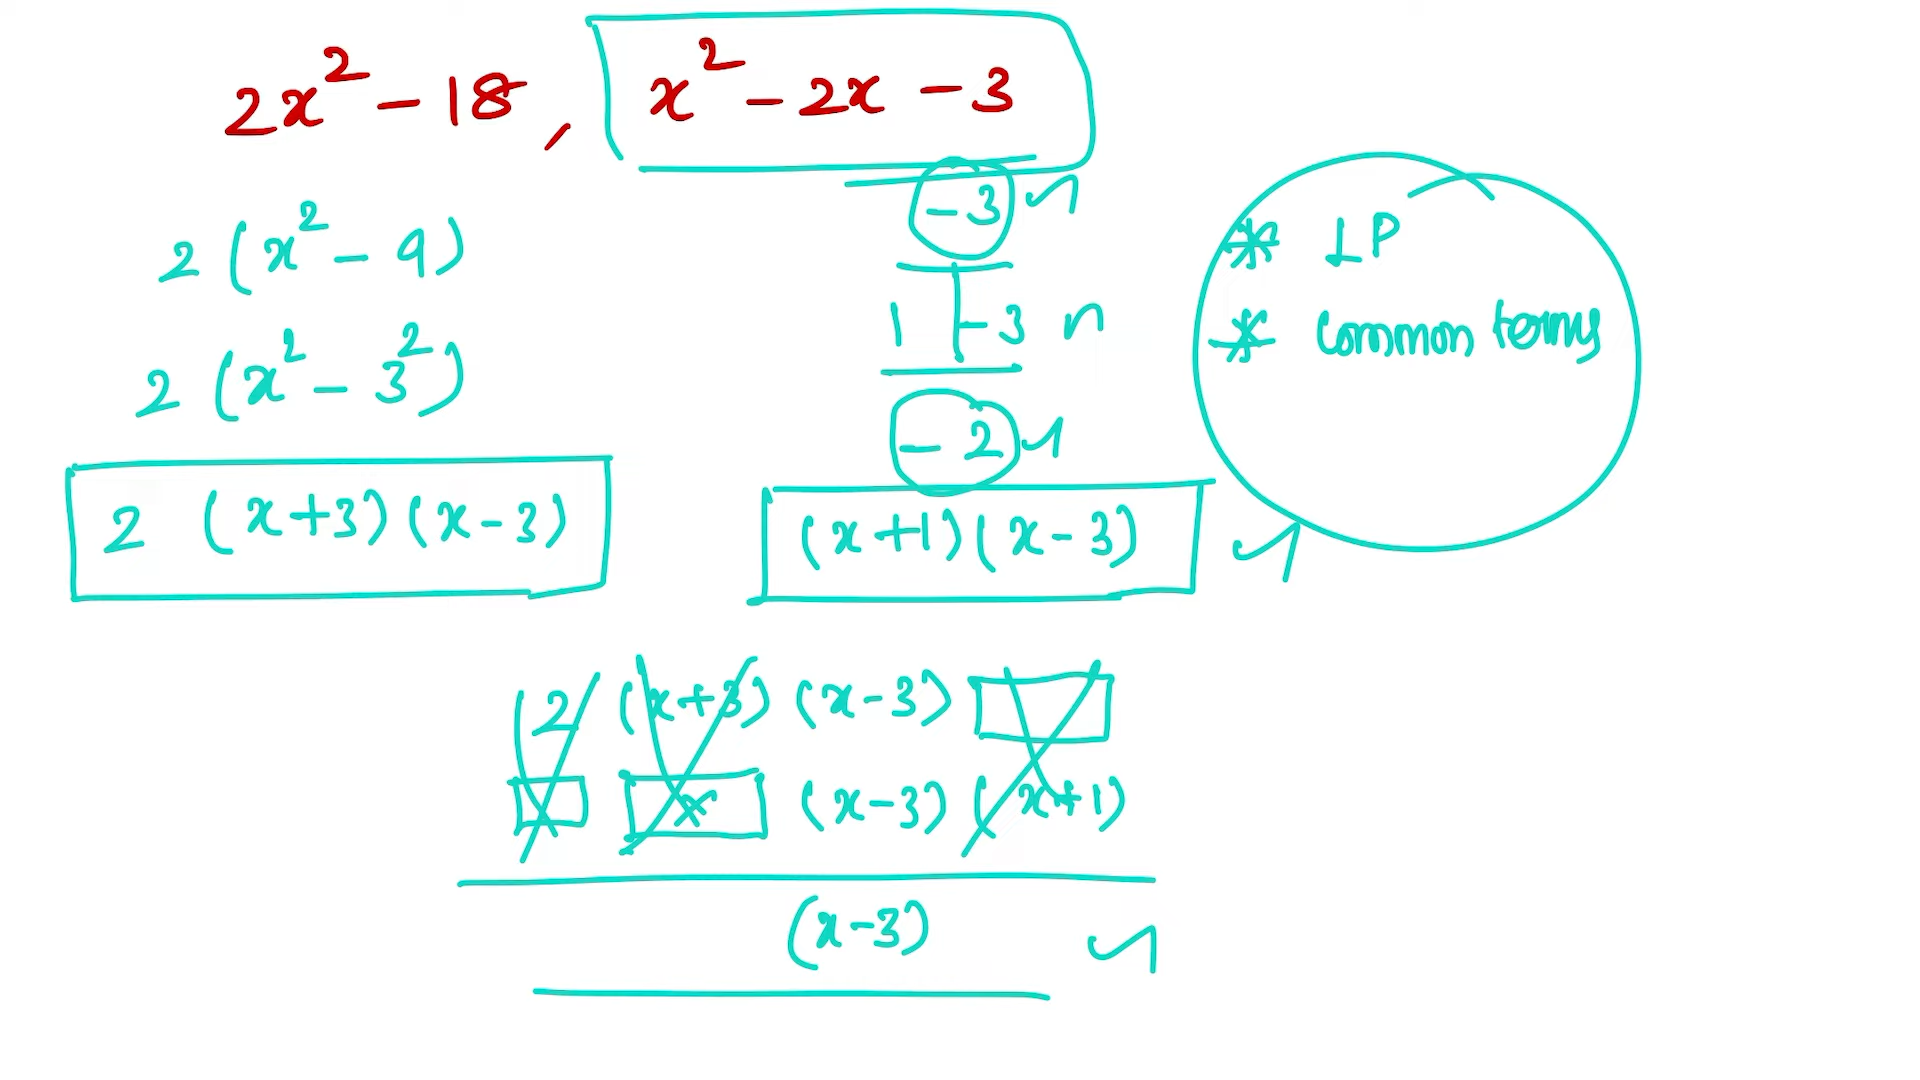 2x² - 18, x² - 2x - 3
2 (x² - 9)
2 (x² - 3²)
2 (x+3)(x-3)
-3
1 | -3
-2
(x+1)(x-3)
* LP
* Common terms
2 (x+3) (x-3)
(x-3) (x+1)
(x-3)